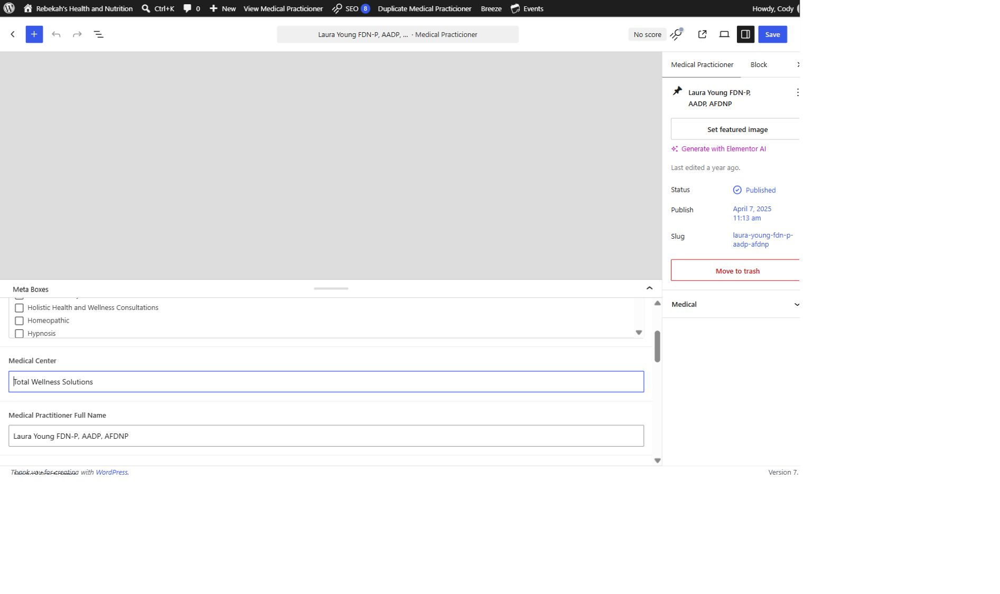 Rebekah's Health and Nutrition Ctrl+K 0 New View Medical Practicioner SEO 8 Duplicate Medical Practicioner Breeze Events Howdy, Cody
Laura Young FDN-P, AADP, ... · Medical Practicioner No score Save
Medical Practicioner Block
Laura Young FDN-P,
AADP, AFDNP
Set featured image
Generate with Elementor AI
Last edited a year ago.
Status Published
Publish April 7, 2025
11:13 am
Slug laura-young-fdn-p-
aadp-afdnp
Move to trash
Medical
Meta Boxes
Holistic Health and Wellness Consultations
Homeopathic
Hypnosis
Medical Center
Total Wellness Solutions
Medical Practitioner Full Name
Laura Young FDN-P, AADP, AFDNP
Thank you for creating with WordPress. Version 7.